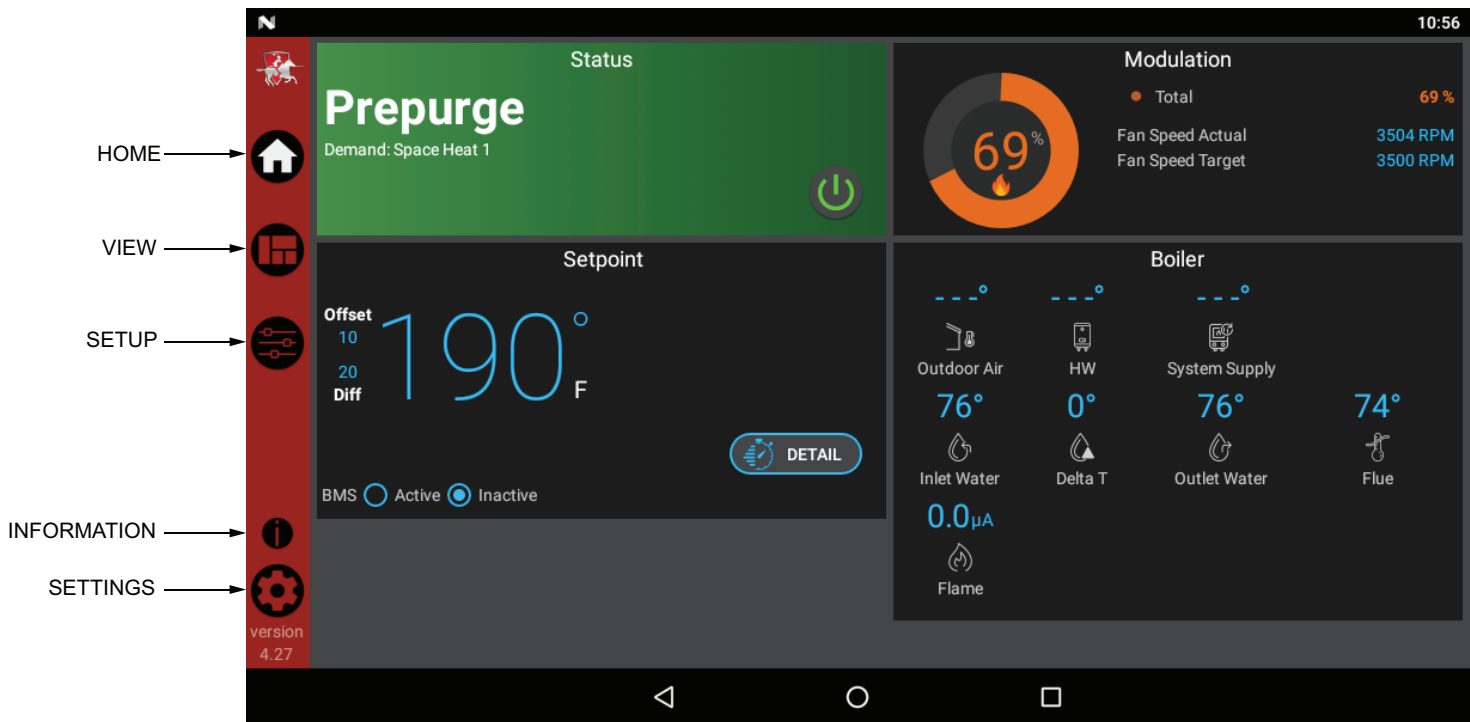 10:56
HOME
VIEW
SETUP
INFORMATION
SETTINGS
version
4.27
Status
Prepurge
Demand: Space Heat 1
Modulation
69%
Total 69 %
Fan Speed Actual 3504 RPM
Fan Speed Target 3500 RPM
Setpoint
Offset
10
20
Diff
190° F
DETAIL
BMS Active Inactive
Boiler
- - -° - - -° - - -°
Outdoor Air HW System Supply
76° 0° 76° 74°
Inlet Water Delta T Outlet Water Flue
0.0µA
Flame